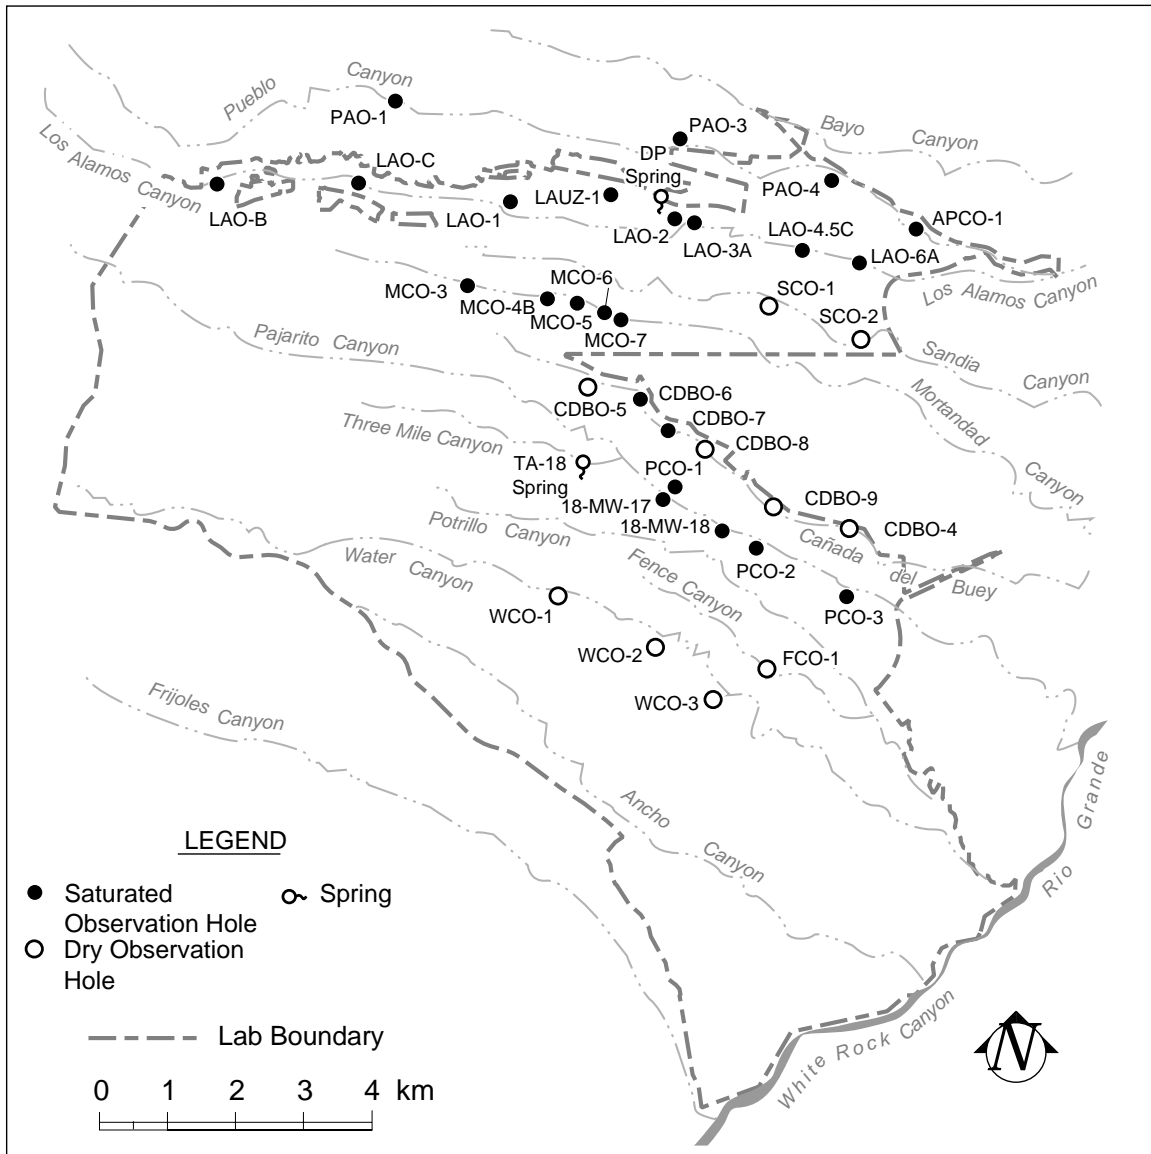 Pueblo Canyon
PAO-1
Bayo Canyon
PAO-3
Los Alamos Canyon
LAO-C
DP
Spring
PAO-4
LAO-B
LAO-1
LAUZ-1
LAO-2
LAO-3A
LAO-4.5C
APCO-1
LAO-6A
Los Alamos Canyon
MCO-3
MCO-4B
MCO-6
MCO-5
MCO-7
SCO-1
SCO-2
Sandia Canyon
Pajarito Canyon
Mortandad Canyon
CDBO-5
CDBO-6
CDBO-7
CDBO-8
Three Mile Canyon
TA-18
Spring
PCO-1
18-MW-17
18-MW-18
CDBO-9
CDBO-4
Potrillo Canyon
Cañada del Buey
Water Canyon
Fence Canyon
PCO-2
PCO-3
WCO-1
WCO-2
FCO-1
WCO-3
Frijoles Canyon
Ancho Canyon
Rio Grande
White Rock Canyon
LEGEND
Saturated
Observation Hole
Spring
Dry Observation
Hole
Lab Boundary
0 1 2 3 4 km
N